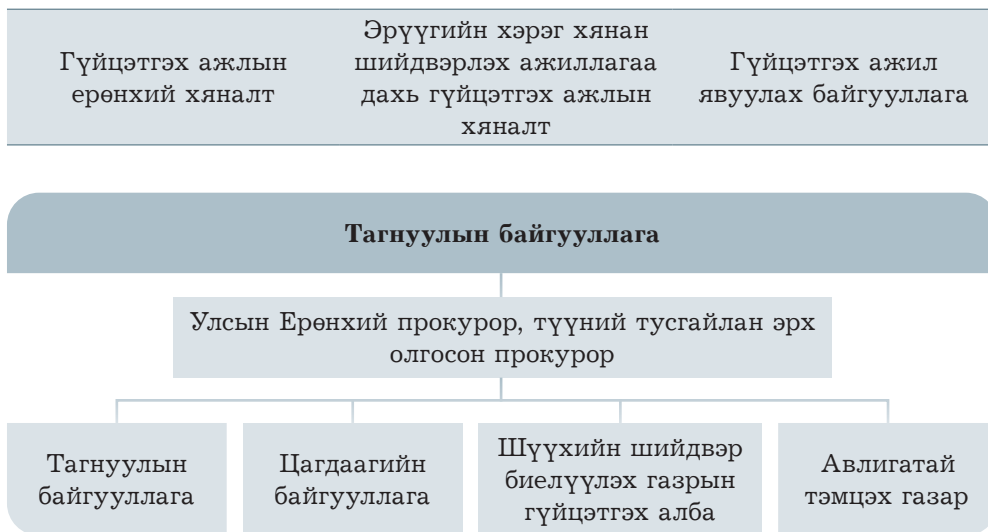 Гүйцэтгэх ажлын
ерөнхий хяналт
Эрүүгийн хэрэг хянан
шийдвэрлэх ажиллагаа
дахь гүйцэтгэх ажлын
хяналт
Гүйцэтгэх ажил
явуулах байгууллага
Тагнуулын байгууллага
Улсын Ерөнхий прокурор, түүний тусгайлан эрх
олгосон прокурор
Тагнуулын
байгууллага
Цагдаагийн
байгууллага
Шүүхийн шийдвэр
биелүүлэх газрын
гүйцэтгэх алба
Авлигатай
тэмцэх газар